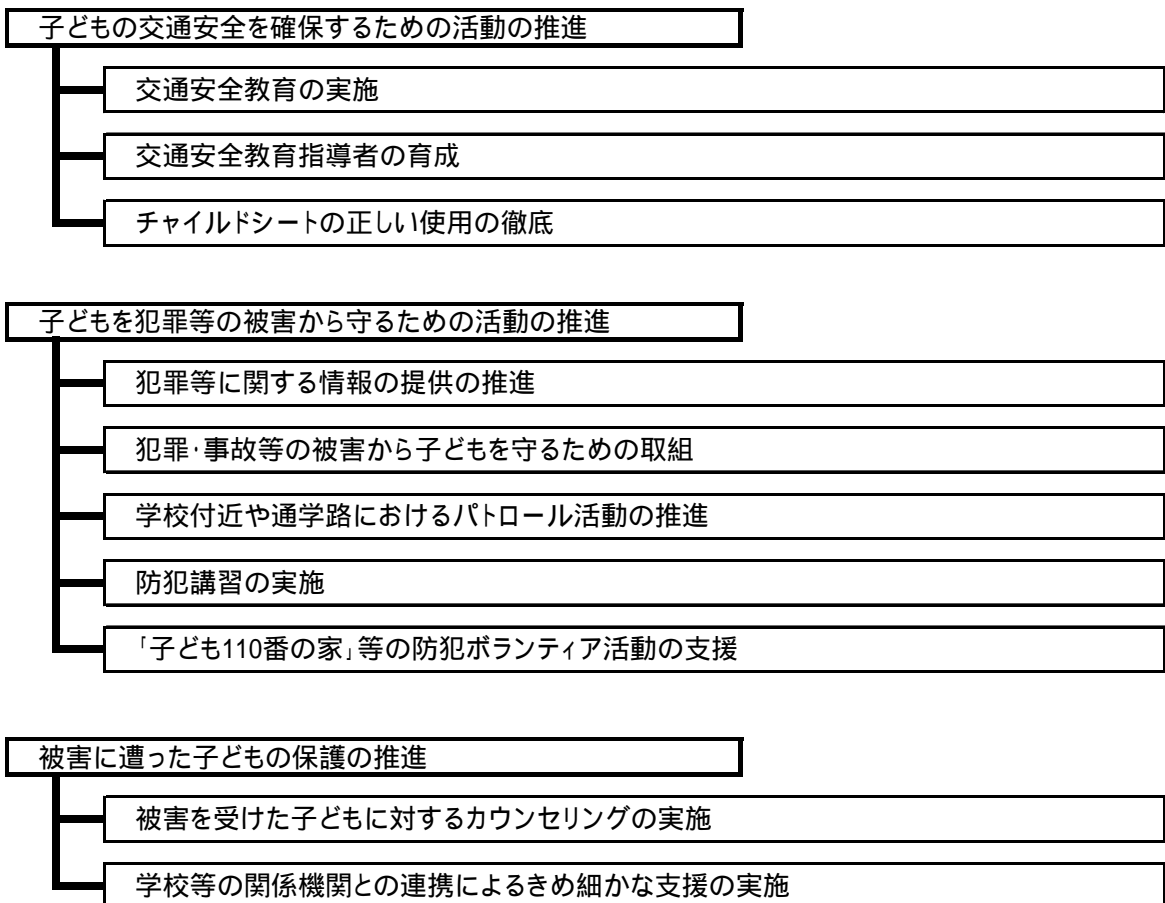 子どもの交通安全を確保するための活動の推進
交通安全教育の実施
交通安全教育指導者の育成
チャイルドシートの正しい使用の徹底
子どもを犯罪等の被害から守るための活動の推進
犯罪等に関する情報の提供の推進
犯罪・事故等の被害から子どもを守るための取組
学校付近や通学路におけるパトロール活動の推進
防犯講習の実施
「子ども110番の家」等の防犯ボランティア活動の支援
被害に遭った子どもの保護の推進
被害を受けた子どもに対するカウンセリングの実施
学校等の関係機関との連携によるきめ細かな支援の実施